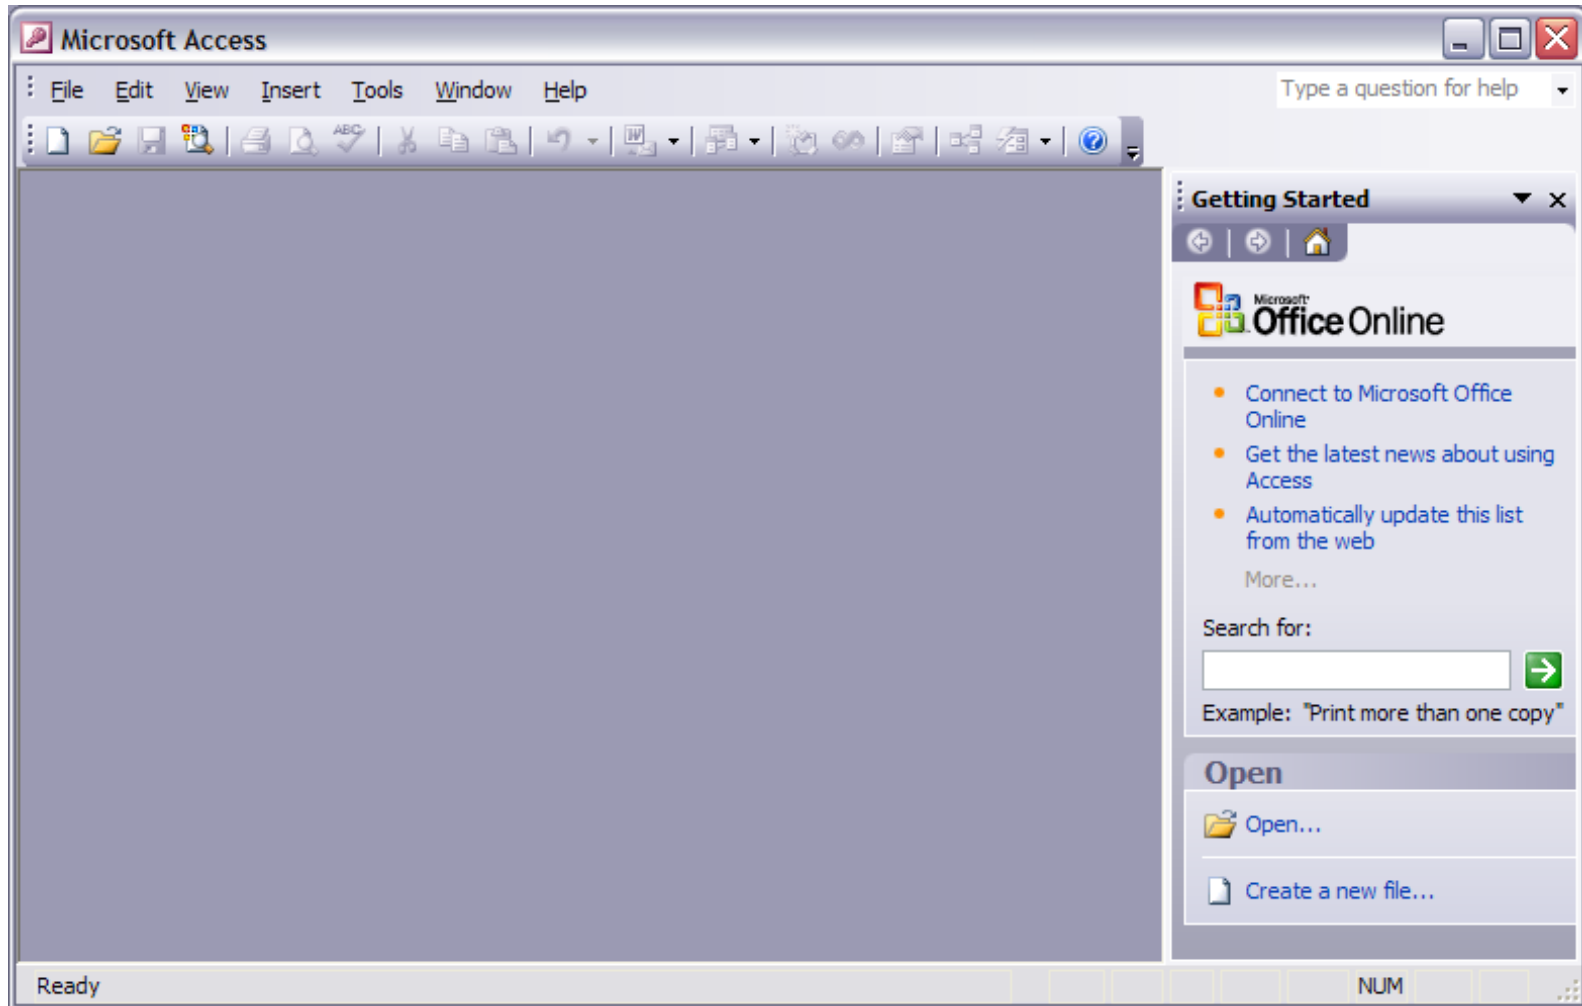 Microsoft Access
File Edit View Insert Tools Window Help
Type a question for help
ABC
W
Getting Started
Microsoft
Office Online
Connect to Microsoft Office
Online
Get the latest news about using
Access
Automatically update this list
from the web
More...
Search for:
Example: "Print more than one copy"
Open
Open...
Create a new file...
Ready
NUM